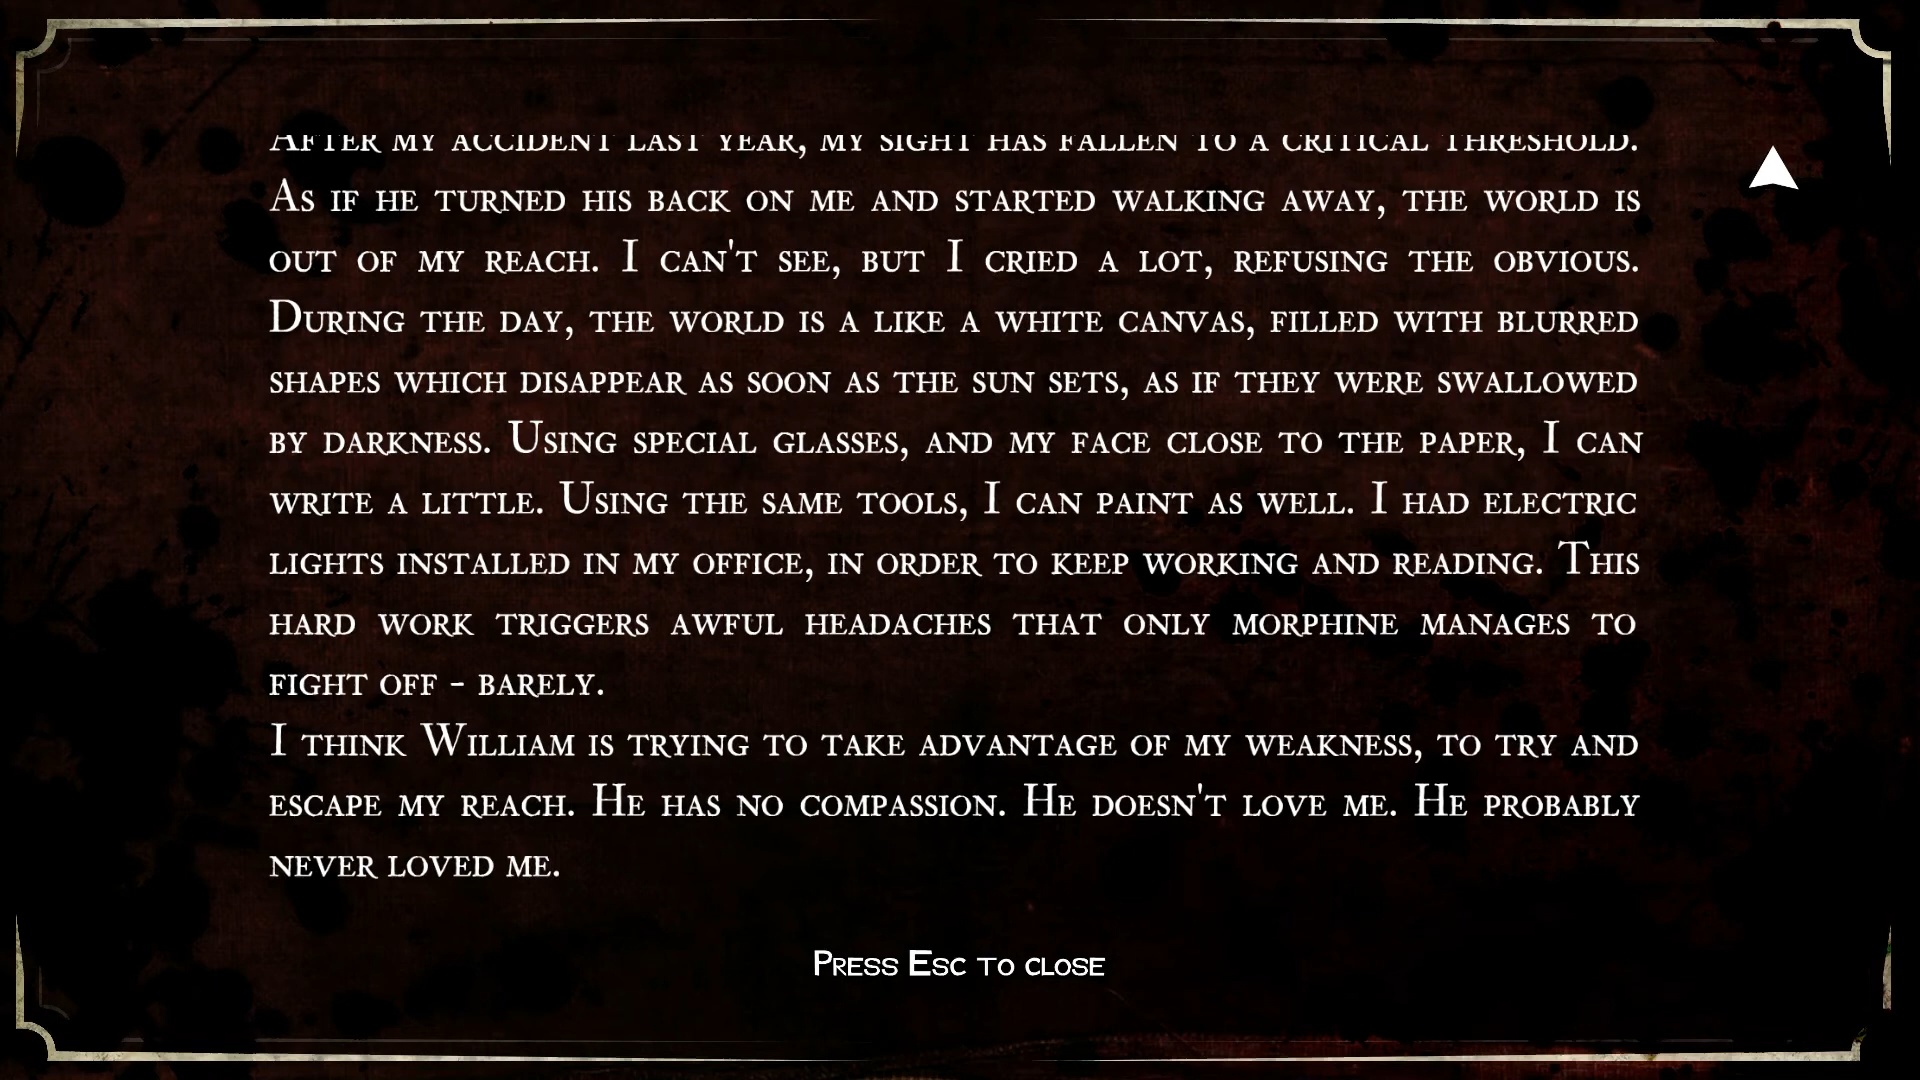 After my accident last year, my sight has fallen to a critical threshold.
As if he turned his back on me and started walking away, the world is
out of my reach. I can't see, but I cried a lot, refusing the obvious.
During the day, the world is a like a white canvas, filled with blurred
shapes which disappear as soon as the sun sets, as if they were swallowed
by darkness. Using special glasses, and my face close to the paper, I can
write a little. Using the same tools, I can paint as well. I had electric
lights installed in my office, in order to keep working and reading. This
hard work triggers awful headaches that only morphine manages to
fight off - barely.
I think William is trying to take advantage of my weakness, to try and
escape my reach. He has no compassion. He doesn't love me. He probably
never loved me.
Press Esc to close